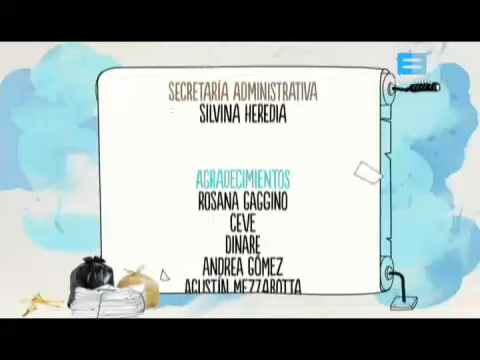 SECRETARÍA ADMINISTRATIVA
SILVINA HEREDIA
AGRADECIMIENTOS
ROSANA GAGGINO
CEVE
DINARE
ANDREA GÓMEZ
AGUSTÍN MEZZABOTTA